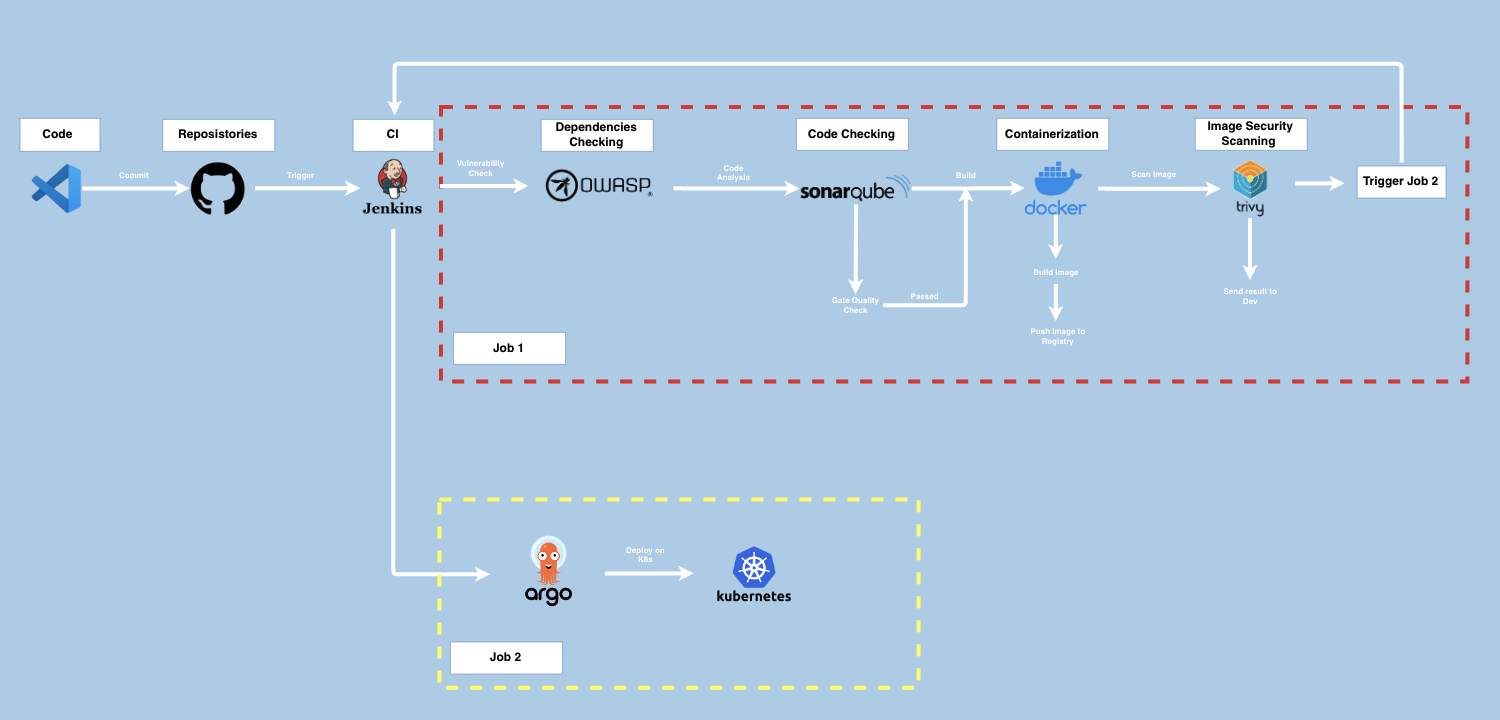 Code
Reposistories
CI
Dependencies
Checking
Code Checking
Containerization
Image Security
Scanning
Commit
Trigger
Jenkins
Vulnerability
Check
OWASP®
Code
Analysis
sonarqube
Build
docker
Scan Image
trivy
Trigger Job 2
Gate Quality
Check
Passed
Build Image
Push Image to
Registry
Send result to
Dev
Job 1
argo
Deploy on
K8s
kubernetes
Job 2